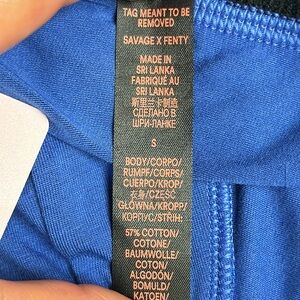 TAG MEANT TO BE
REMOVED
SAVAGE X FENTY
MADE IN
SRI LANKA
FABRIQUÉ AU
SRI LANKA
斯里兰卡制造
СДЕЛАНО В
ШРИ-ЛАНКЕ
S
BODY/CORPO/
RUMPF/CORPS/
CUERPO/KROP/
衣身/CZĘŚĆ
GŁÓWNA/KROPP/
КОРПУС/STRIH:
57% COTTON/
COTONE/
BAUMWOLLE/
COTON/
ALGODÓN/
BOMULD/
KATOEN/